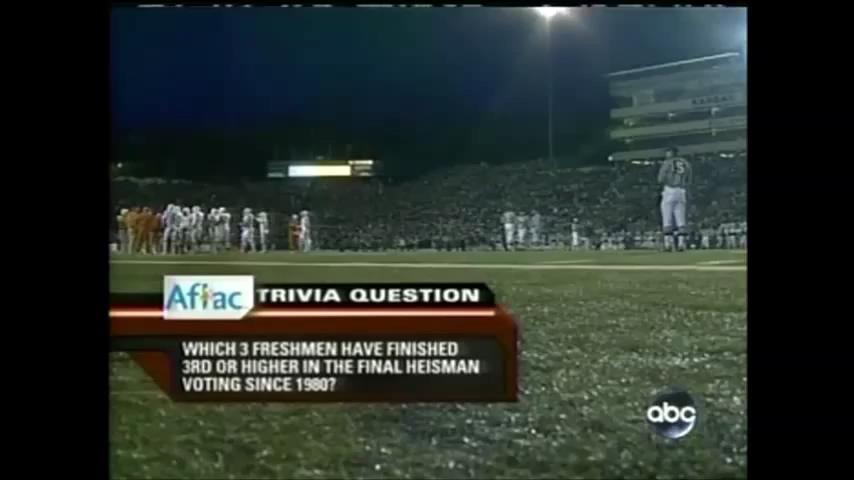 KANSAS
S
Aflac TRIVIA QUESTION
WHICH 3 FRESHMEN HAVE FINISHED
3RD OR HIGHER IN THE FINAL HEISMAN
VOTING SINCE 1980?
abc